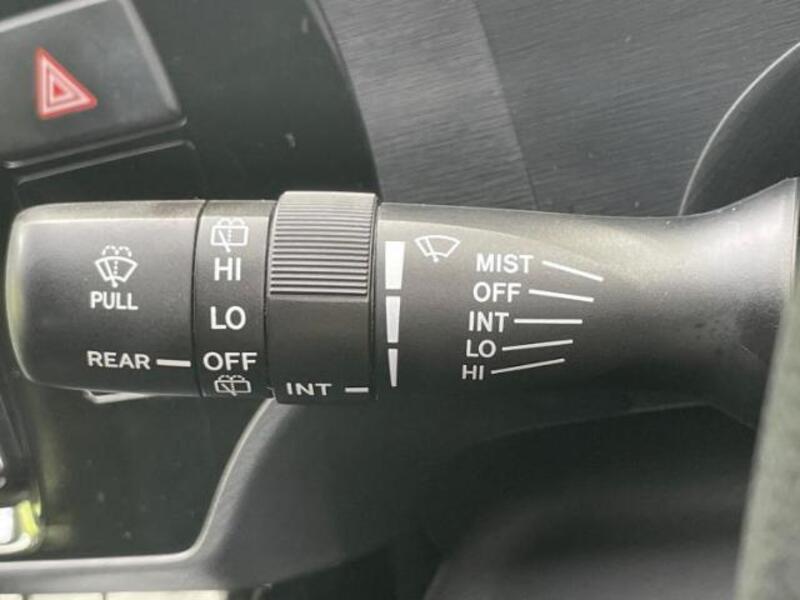 PULL
REAR
HI
LO
OFF
INT
MIST
OFF
INT
LO
HI